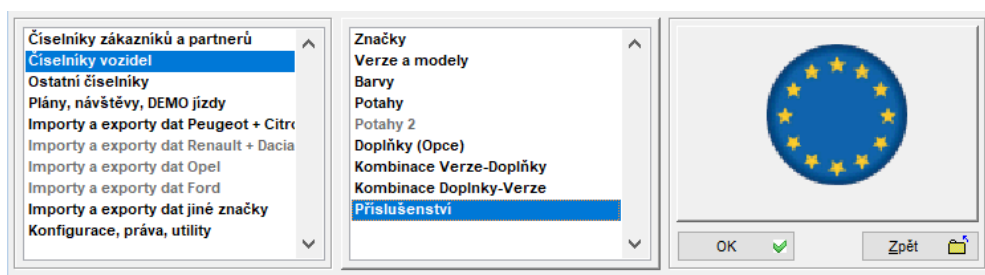 Číselníky zákazníků a partnerů
Číselníky vozidel
Ostatní číselníky
Plány, návštěvy, DEMO jízdy
Importy a exporty dat Peugeot + Citro
Importy a exporty dat Renault + Dacia
Importy a exporty dat Opel
Importy a exporty dat Ford
Importy a exporty dat jiné značky
Konfigurace, práva, utility
Značky
Verze a modely
Barvy
Potahy
Potahy 2
Doplňky (Opce)
Kombinace Verze-Doplňky
Kombinace Doplnky-Verze
Příslušenství
OK
Zpět